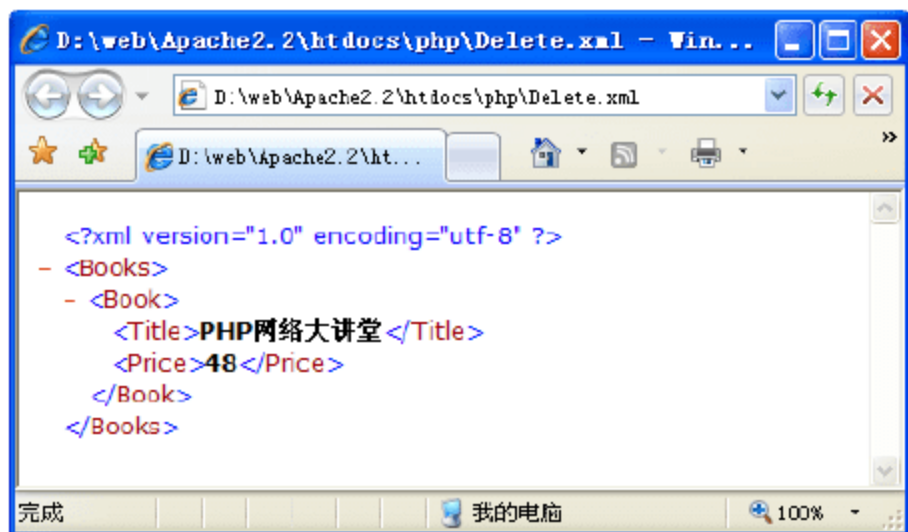 D:\web\Apache2.2\htdocs\php\Delete.xml - Win...
D:\web\Apache2.2\htdocs\php\Delete.xml
D:\web\Apache2.2\ht...
<?xml version="1.0" encoding="utf-8" ?>
- <Books>
- <Book>
<Title>PHP网络大讲堂</Title>
<Price>48</Price>
</Book>
</Books>
完成 我的电脑 100%